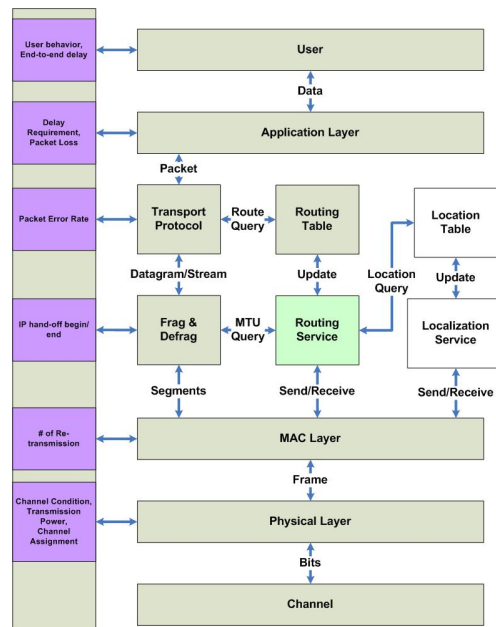 User behavior,
End-to-end delay
User
Data
Delay
Requirement,
Packet Loss
Application Layer
Packet
Packet Error Rate
Transport
Protocol
Route
Query
Routing
Table
Location
Table
Datagram/Stream
Update
Location
Query
Update
IP hand-off begin/
end
Frag &
Defrag
MTU
Query
Routing
Service
Localization
Service
Segments
Send/Receive
Send/Receive
# of Re-
transmission
MAC Layer
Frame
Channel Condition,
Transmission
Power,
Channel
Assignment
Physical Layer
Bits
Channel